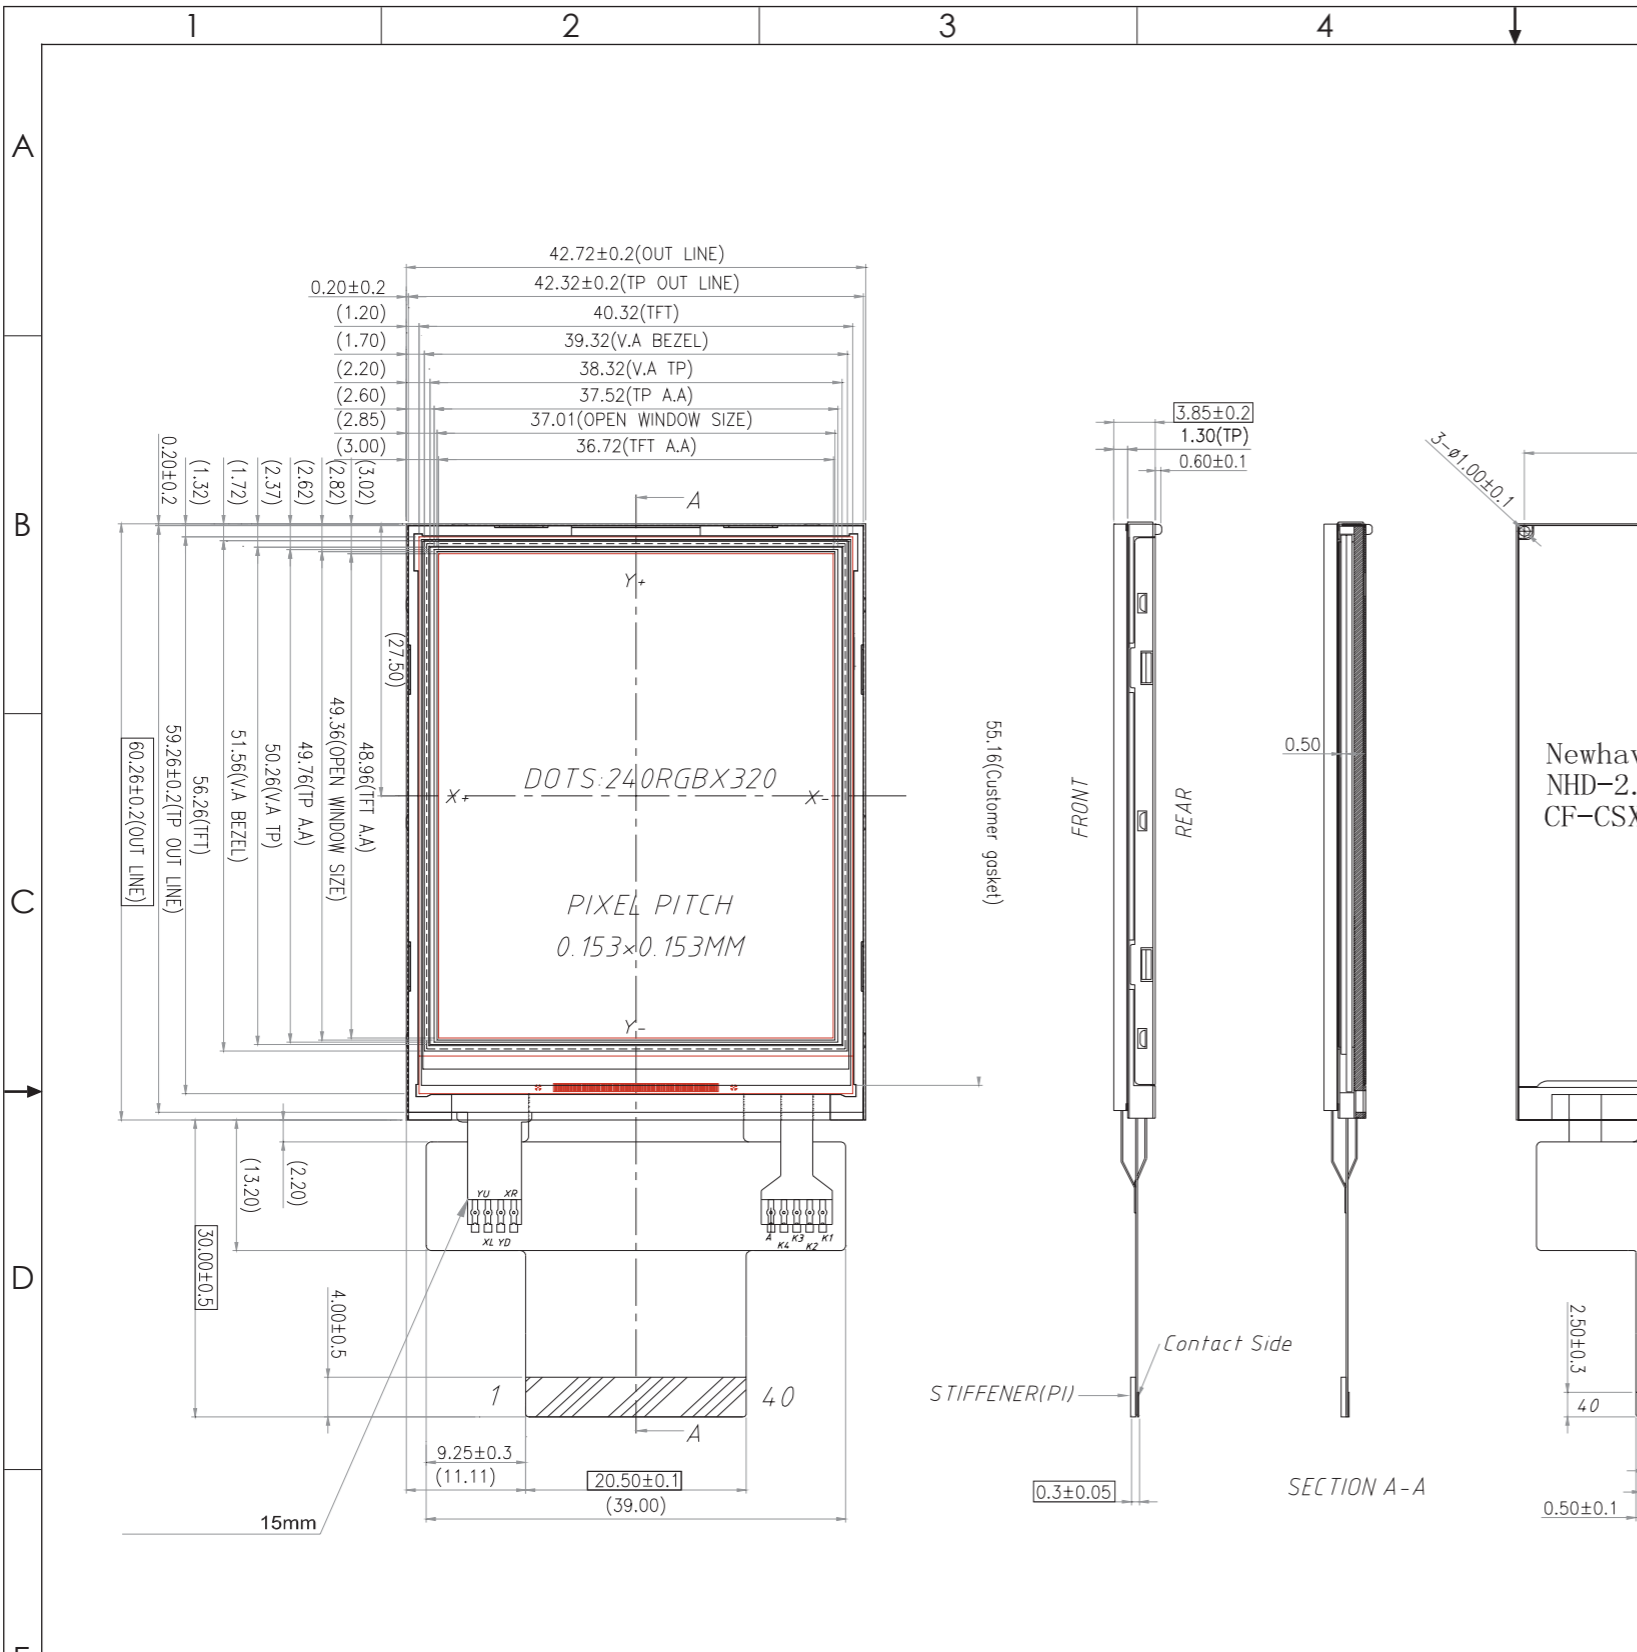 1
2
3
4
A
B
C
D
42.72±0.2(OUT LINE)
0.20±0.2
42.32±0.2(TP OUT LINE)
(1.20)
40.32(TFT)
(1.70)
39.32(V.A BEZEL)
(2.20)
38.32(V.A TP)
(2.60)
37.52(TP A.A)
(2.85)
37.01(OPEN WINDOW SIZE)
(3.00)
36.72(TFT A.A)
0.20±0.2
(1.32)
(1.72)
(2.37)
(2.62)
(2.82)
(3.02)
A
Y+
(27.50)
60.26±0.2(OUT LINE)
59.26±0.2(TP OUT LINE)
56.26(TFT)
51.56(V.A BEZEL)
50.26(V.A TP)
49.76(TP A.A)
49.36(OPEN WINDOW SIZE)
48.96(TFT A.A)
X+
DOTS:240RGBX320
X-
PIXEL PITCH
0.153×0.153MM
Y-
55.16(Customer gasket)
3.85±0.2
1.30(TP)
0.60±0.1
FRONT
REAR
0.50
3-ø1.00±0.1
Newhav
NHD-2.
CF-CSX
(2.20)
(13.20)
30.00±0.5
4.00±0.5
YU XR
XL YD
A K3 K1
K4 K2
1
40
A
9.25±0.3
(11.11)
20.50±0.1
(39.00)
15mm
Contact Side
STIFFENER(PI)
0.3±0.05
SECTION A-A
2.50±0.3
40
0.50±0.1